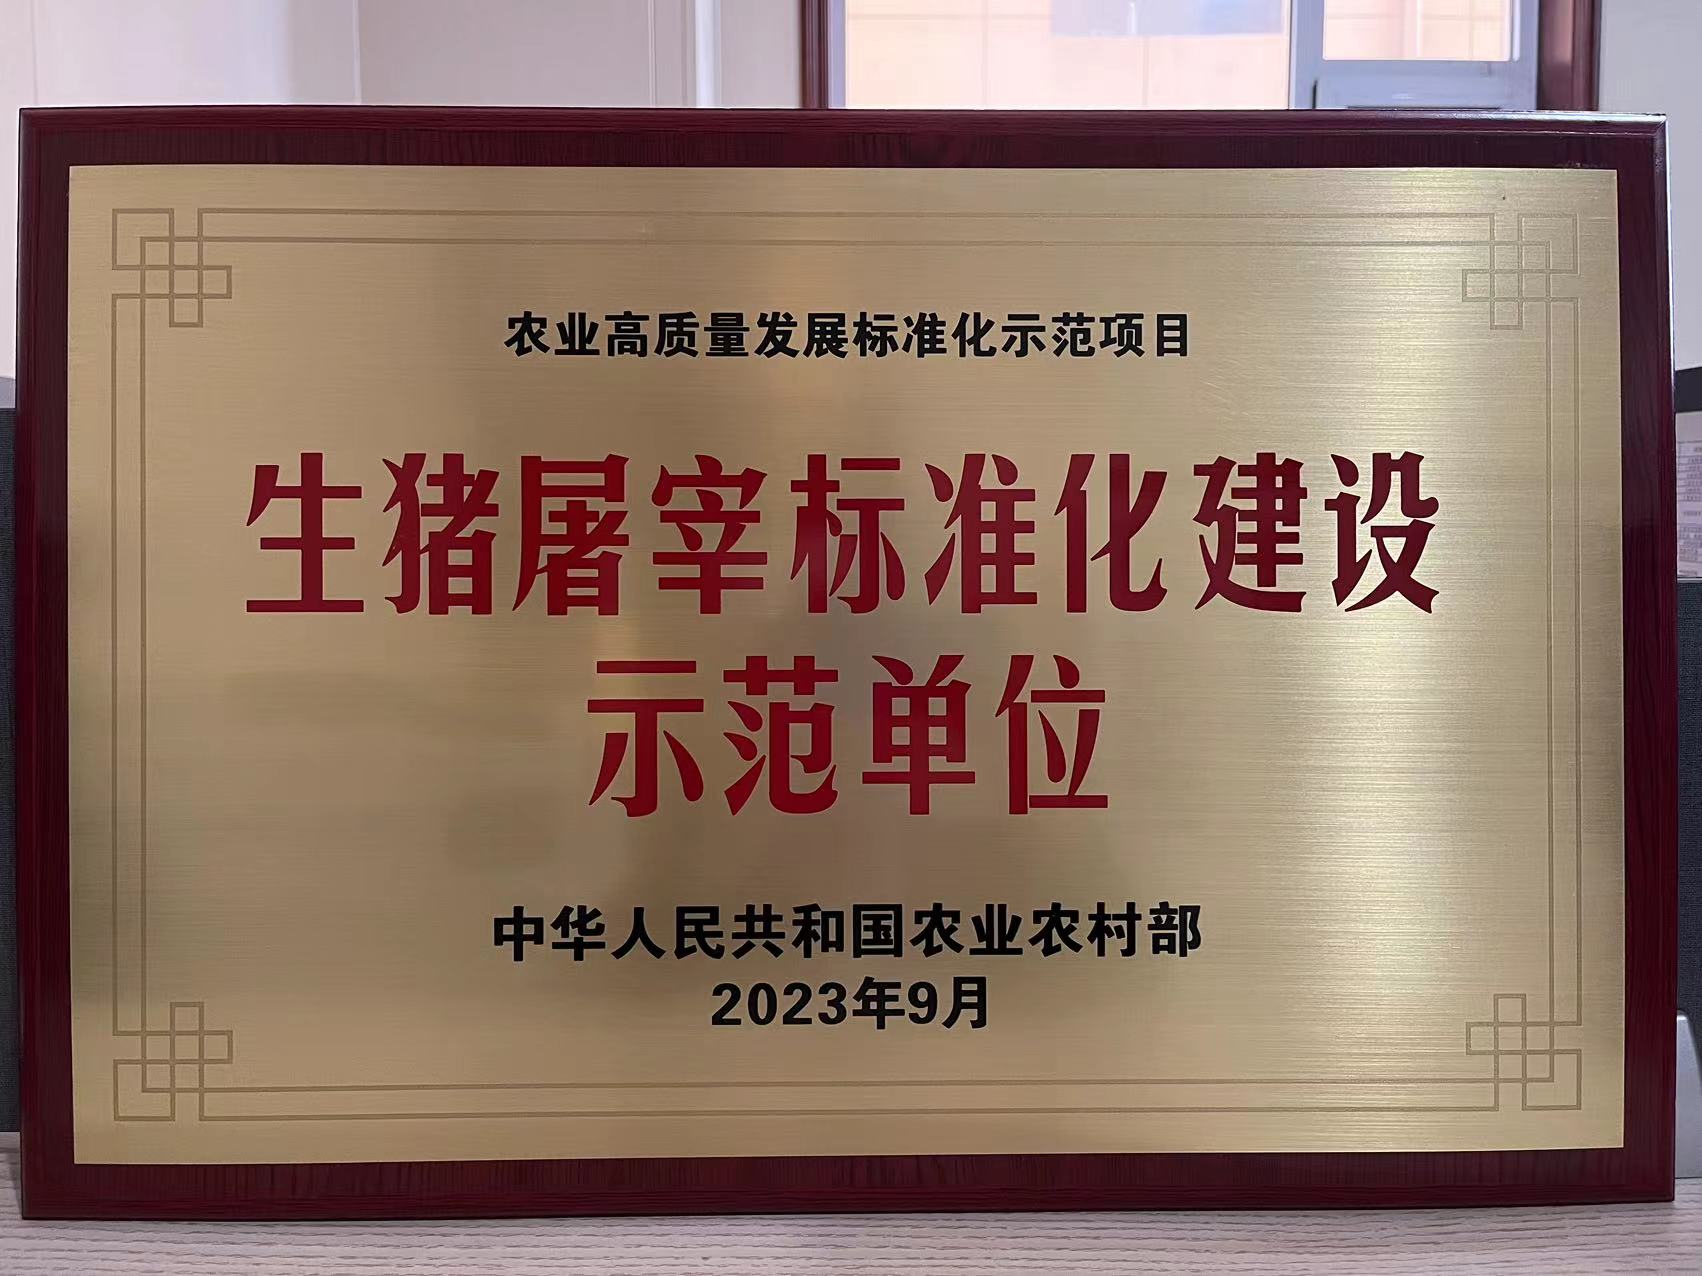 农业高质量发展标准化示范项目
生猪屠宰标准化建设
示范单位
中华人民共和国农业农村部
2023年9月